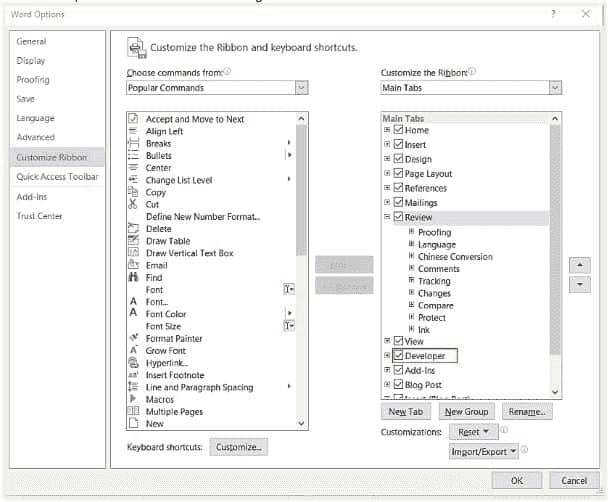 Word Options
?
General
Display
Proofing
Save
Language
Advanced
Customize Ribbon
Quick Access Toolbar
Add-Ins
Trust Center
Customize the Ribbon and keyboard shortcuts.
Choose commands from:
Popular Commands
Accept and Move to Next
Align Left
Breaks
Bullets
Center
Change List Level
Copy
Cut
Define New Number Format...
Delete
Draw Table
Draw Vertical Text Box
Email
Find
Font
Font...
Font Color
Font Size
Format Painter
Grow Font
Hyperlink...
Insert Footnote
Line and Paragraph Spacing
Macros
Multiple Pages
New
Keyboard shortcuts: Customize...
Customize the Ribbon:
Main Tabs
Main Tabs
Home
Insert
Design
Page Layout
References
Mailings
Review
Proofing
Language
Chinese Conversion
Comments
Tracking
Changes
Compare
Protect
Ink
View
Developer
Add-Ins
Blog Post
New Tab New Group Rename...
Customizations: Reset
Import/Export
OK Cancel